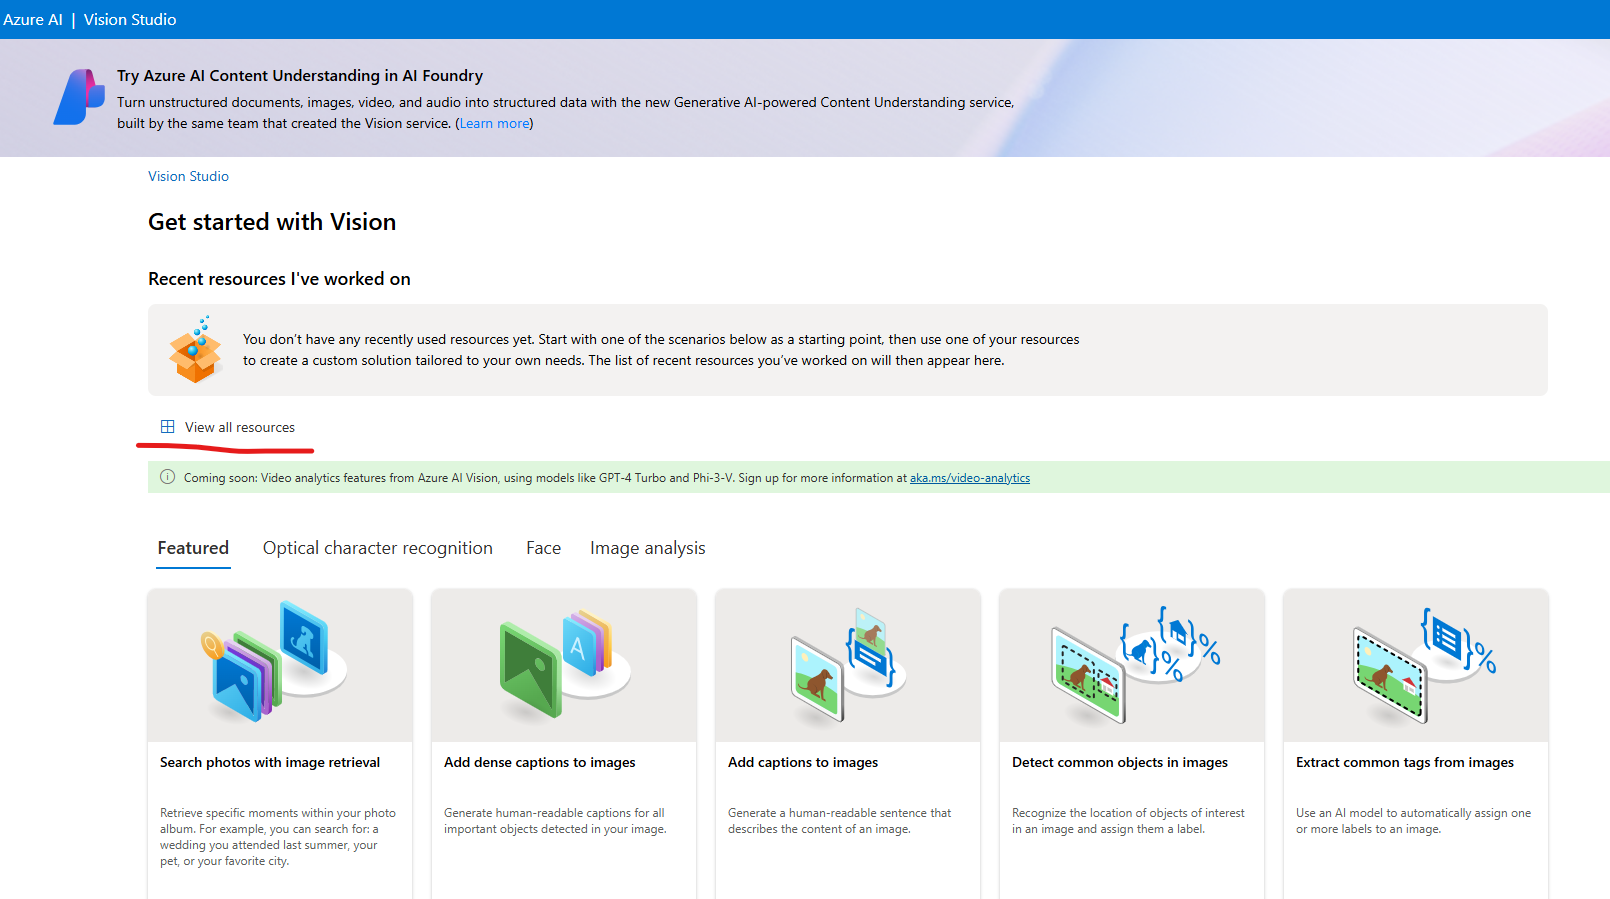 Azure AI | Vision Studio
Try Azure AI Content Understanding in AI Foundry
Turn unstructured documents, images, video, and audio into structured data with the new Generative AI-powered Content Understanding service,
built by the same team that created the Vision service. (Learn more)
Vision Studio
Get started with Vision
Recent resources I've worked on
You don't have any recently used resources yet. Start with one of the scenarios below as a starting point, then use one of your resources
to create a custom solution tailored to your own needs. The list of recent resources you've worked on will then appear here.
View all resources
Coming soon: Video analytics features from Azure AI Vision, using models like GPT-4 Turbo and Phi-3-V. Sign up for more information at aka.ms/video-analytics
Featured Optical character recognition Face Image analysis
A
Search photos with image retrieval
Retrieve specific moments within your photo
album. For example, you can search for: a
wedding you attended last summer, your
pet, or your favorite city.
Add dense captions to images
Generate human-readable captions for all
important objects detected in your image.
Add captions to images
Generate a human-readable sentence that
describes the content of an image.
Detect common objects in images
Recognize the location of objects of interest
in an image and assign them a label.
Extract common tags from images
Use an AI model to automatically assign one
or more labels to an image.